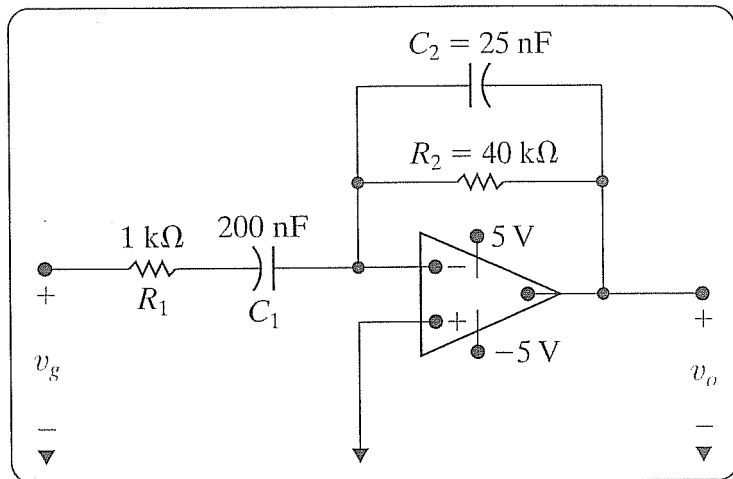 C₂ = 25 nF
R₂ = 40 kΩ
1 kΩ 200 nF
5 V
−
+
R₁
C₁
+
−5 V
+
v_g
v_o
−
−